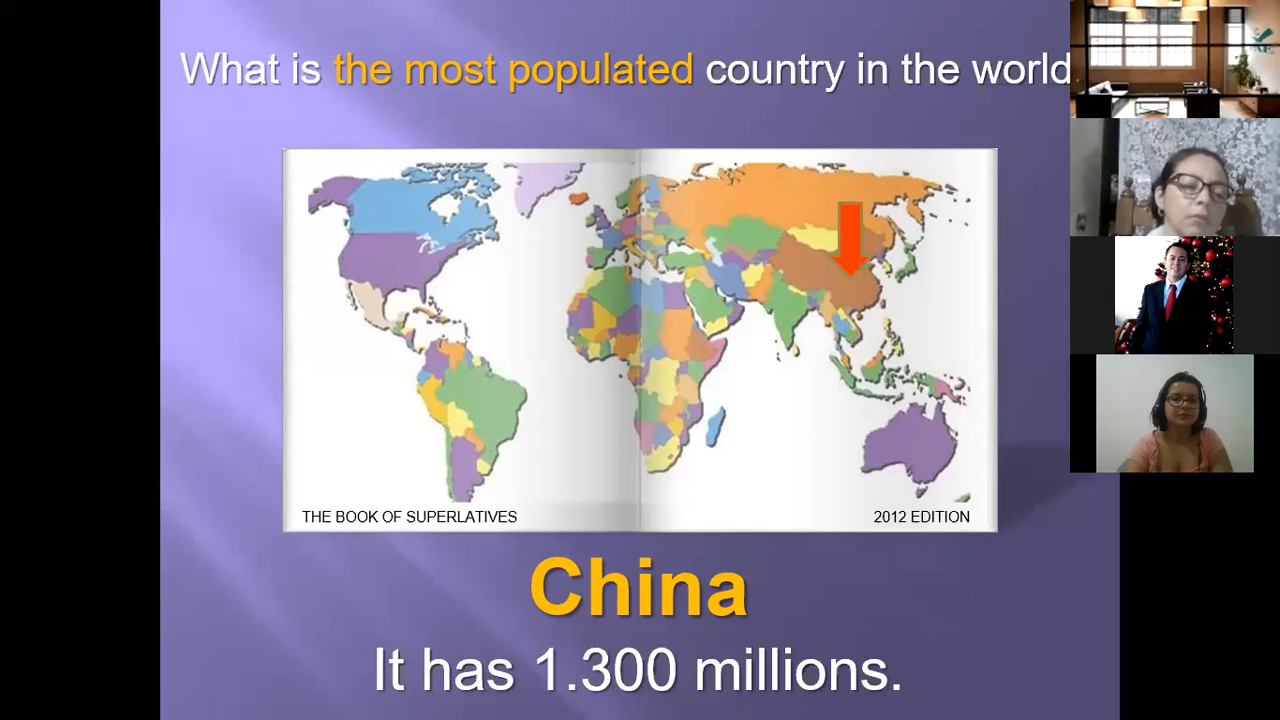 What is the most populated country in the world
THE BOOK OF SUPERLATIVES
2012 EDITION
China
It has 1.300 millions.